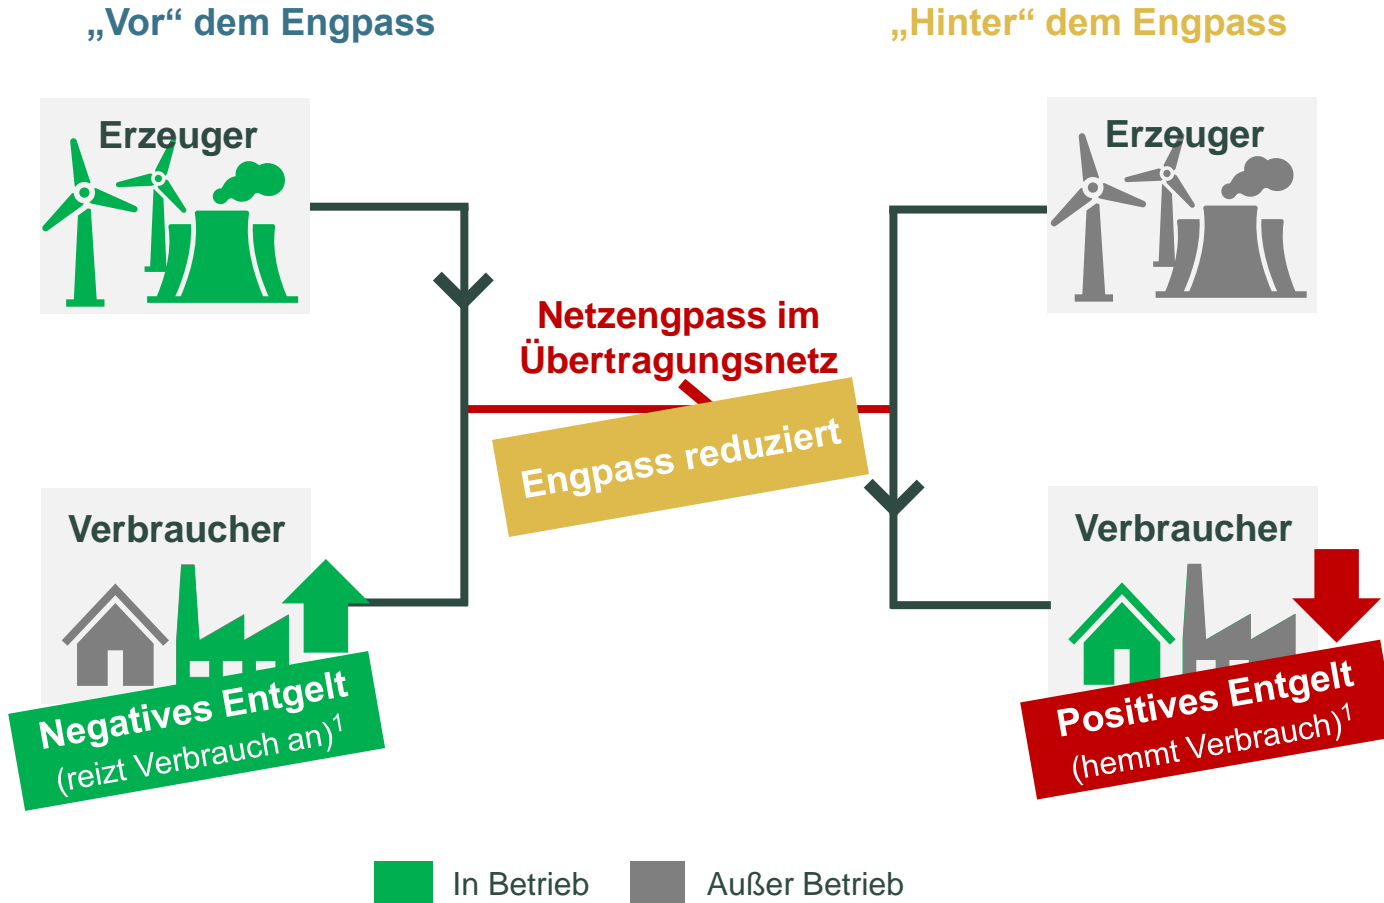 „Vor“ dem Engpass
„Hinter“ dem Engpass
Erzeuger
Erzeuger
Netzengpass im
Übertragungsnetz
Engpass reduziert
Verbraucher
Verbraucher
Negatives Entgelt
(reizt Verbrauch an)1
Positives Entgelt
(hemmt Verbrauch)1
In Betrieb
Außer Betrieb